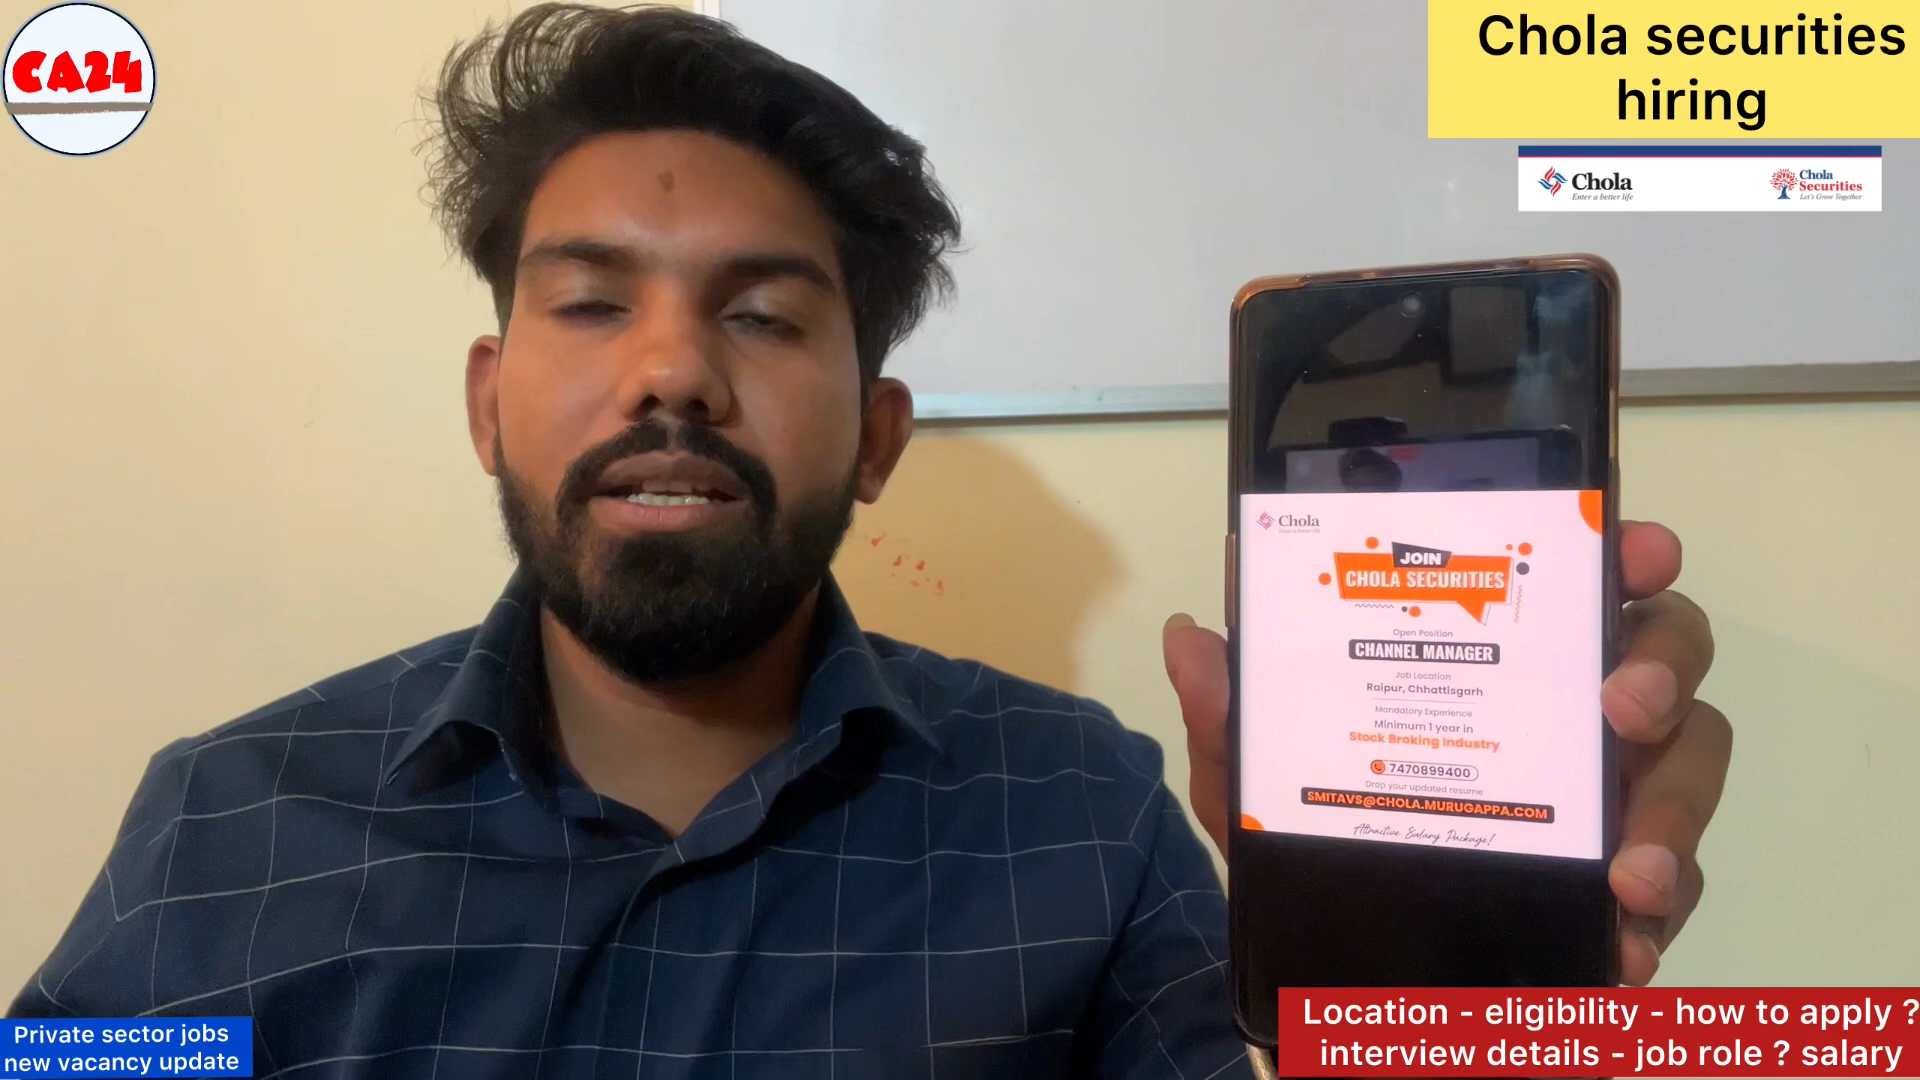 CA24
Chola securities
hiring
Chola
Enter a better life
Chola
Securities
Let's Grow Together
Chola
JOIN
CHOLA SECURITIES
Open Position
CHANNEL MANAGER
Job Location
Raipur, Chhattisgarh
Mandatory Experience
Minimum 1 year in
Stock Broking Industry
7470899400
Drop your updated resume
SMITAVS@CHOLA.MURUGAPPA.COM
Attractive Salary Package!
Private sector jobs
new vacancy update
Location - eligibility - how to apply ?
interview details - job role ? salary